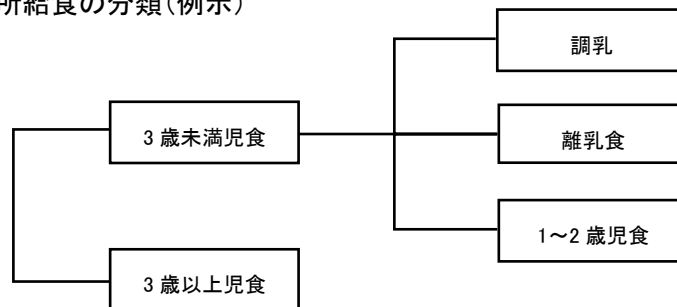 所給食の分類(例示)
調乳
3歳未満児食
離乳食
1～2歳児食
3歳以上児食